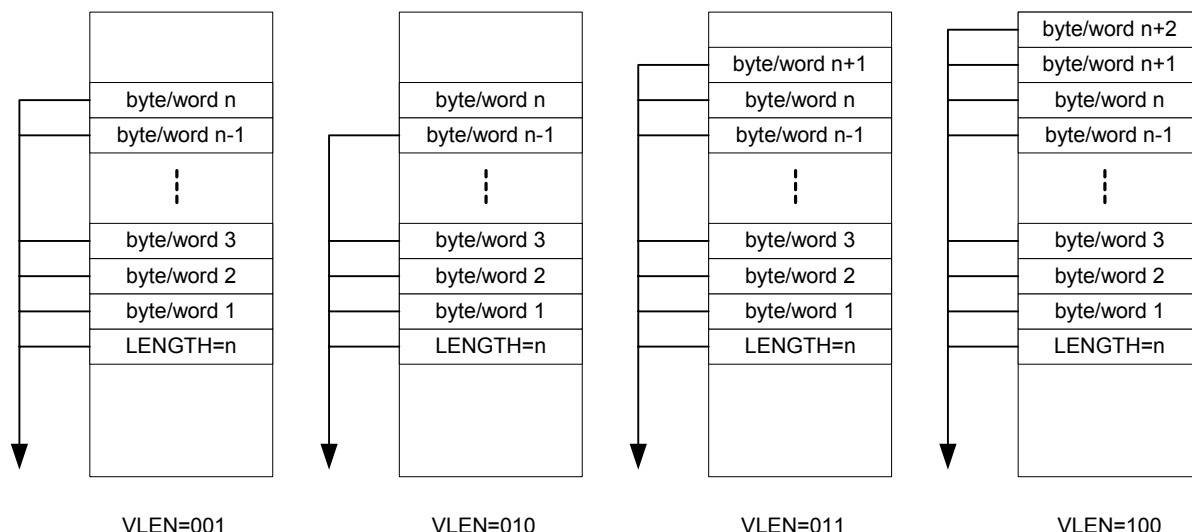 byte/word n
byte/word n-1
byte/word 3
byte/word 2
byte/word 1
LENGTH=n
VLEN=001
byte/word n
byte/word n-1
byte/word 3
byte/word 2
byte/word 1
LENGTH=n
VLEN=010
byte/word n+1
byte/word n
byte/word n-1
byte/word 3
byte/word 2
byte/word 1
LENGTH=n
VLEN=011
byte/word n+2
byte/word n+1
byte/word n
byte/word n-1
byte/word 3
byte/word 2
byte/word 1
LENGTH=n
VLEN=100